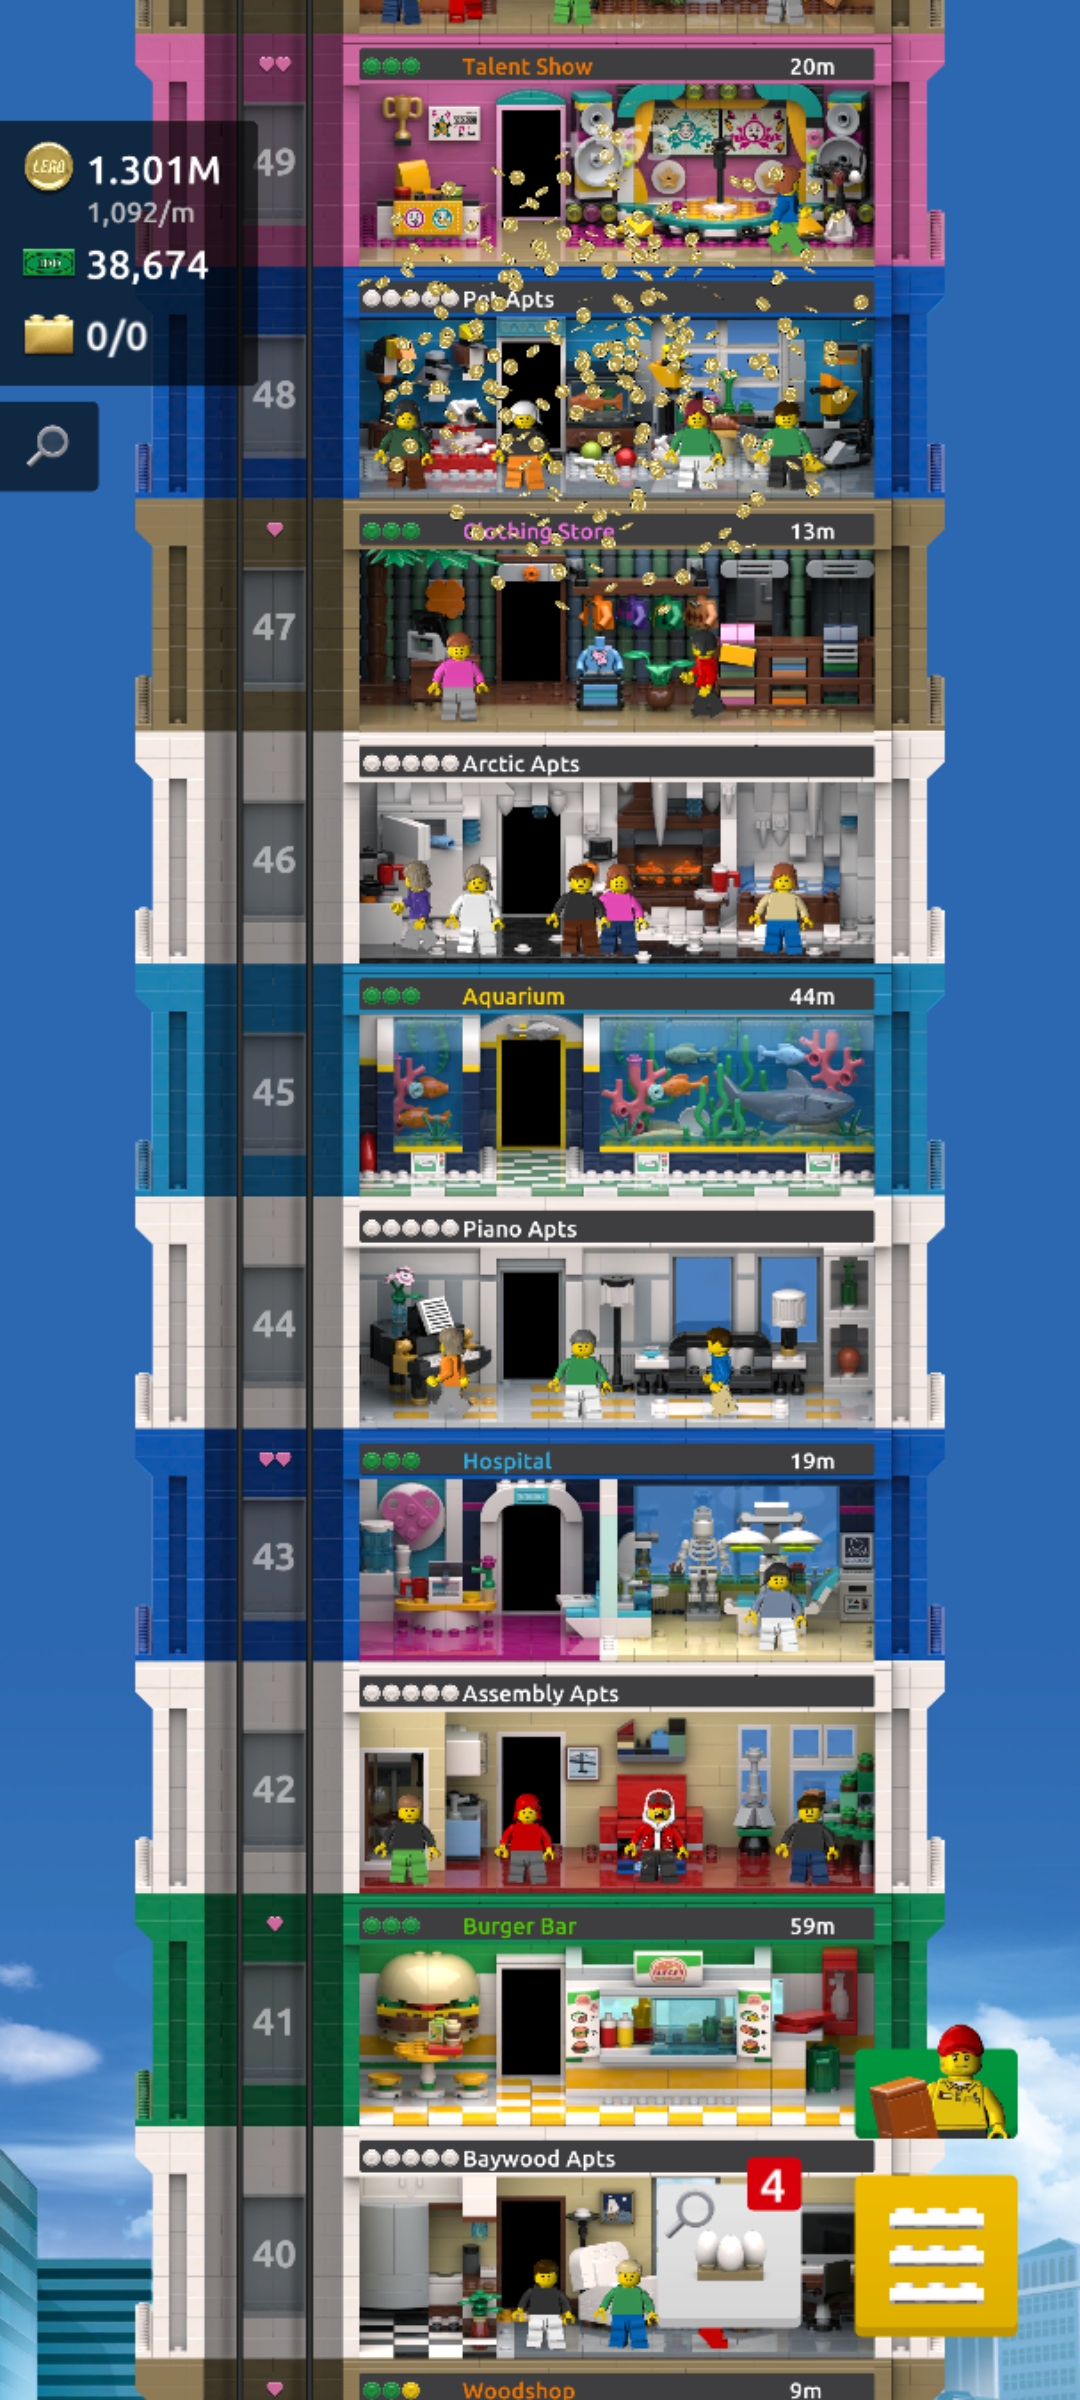 Talent Show 20m
49
LEGO 1.301M
1,092/m
38,674
0/0
Pet Apts
48
Clothing Store 13m
47
Arctic Apts
46
Aquarium 44m
45
Piano Apts
44
Hospital 19m
43
Assembly Apts
42
Burger Bar 59m
41
Baywood Apts
4
40
Woodshop 9m